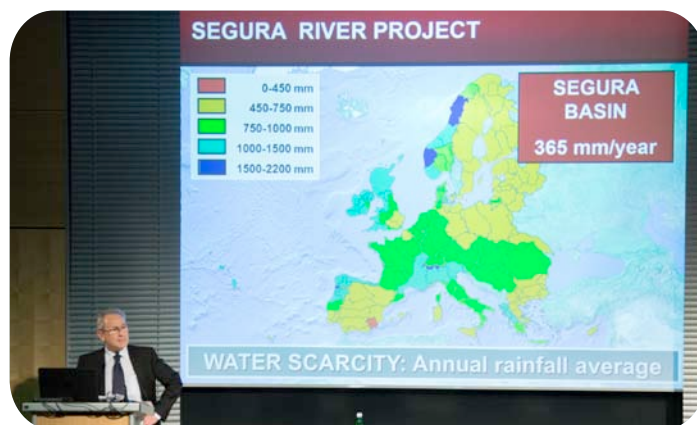 SEGURA RIVER PROJECT
0-450 mm
450-750 mm
750-1000 mm
1000-1500 mm
1500-2200 mm
SEGURA
BASIN
365 mm/year
WATER SCARCITY: Annual rainfall average